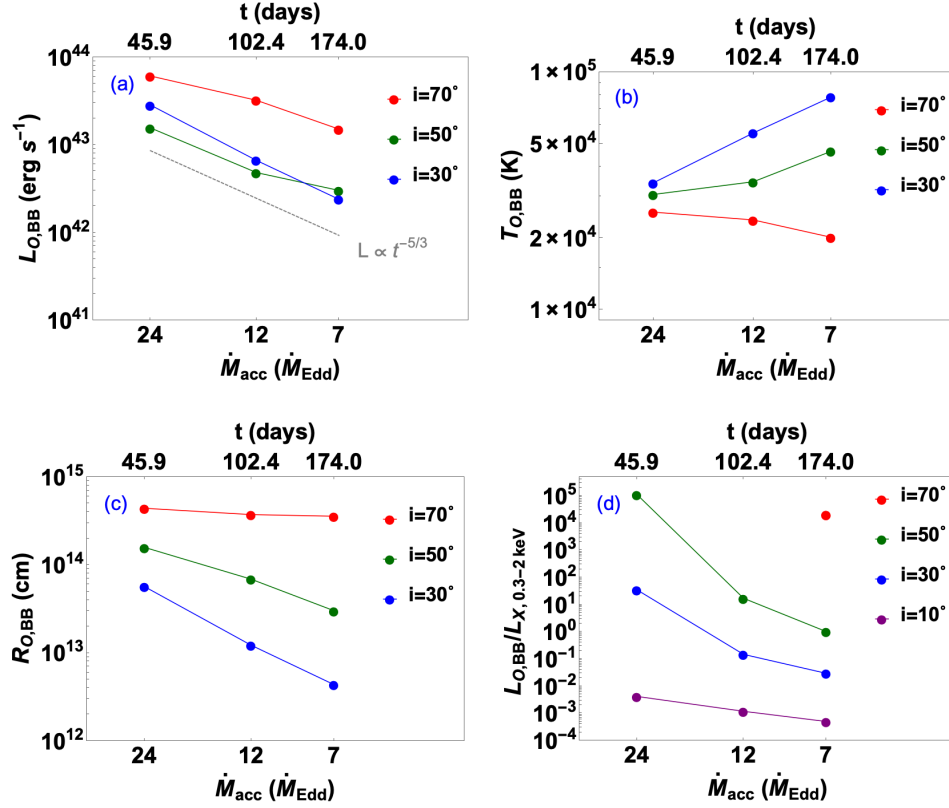 t (days)
45.9 102.4 174.0
10^44
10^43
10^42
10^41
L_O,BB (erg s^−1)
(a)
i=70°
i=50°
i=30°
L ∝ t^−5/3
24 12 7
Ṁ_acc (Ṁ_Edd)
t (days)
45.9 102.4 174.0
1×10^5
5×10^4
2×10^4
1×10^4
T_O,BB (K)
(b)
i=70°
i=50°
i=30°
24 12 7
Ṁ_acc (Ṁ_Edd)
t (days)
45.9 102.4 174.0
10^15
10^14
10^13
10^12
R_O,BB (cm)
(c)
i=70°
i=50°
i=30°
24 12 7
Ṁ_acc (Ṁ_Edd)
t (days)
45.9 102.4 174.0
10^5
10^4
10^3
10^2
10^1
10^0
10^−1
10^−2
10^−3
10^−4
L_O,BB/L_X, 0.3−2 keV
(d)
i=70°
i=50°
i=30°
i=10°
24 12 7
Ṁ_acc (Ṁ_Edd)